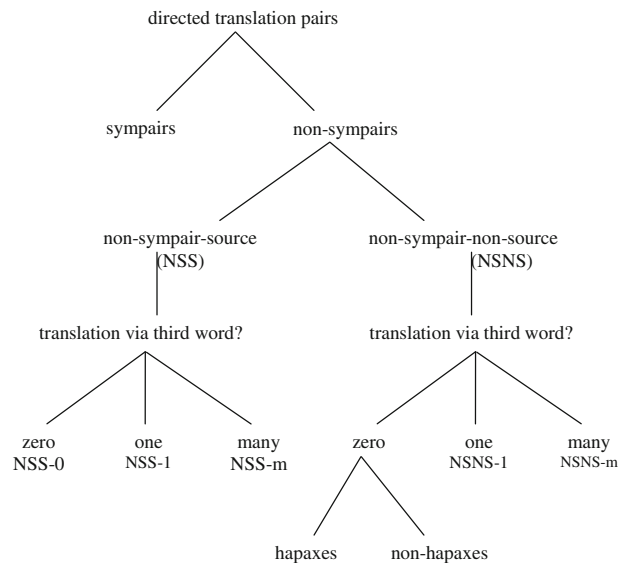 directed translation pairs
sympairs
non-sympairs
non-sympair-source
(NSS)
non-sympair-non-source
(NSNS)
translation via third word?
translation via third word?
zero
NSS-0
one
NSS-1
many
NSS-m
zero
one
NSNS-1
many
NSNS-m
hapaxes
non-hapaxes